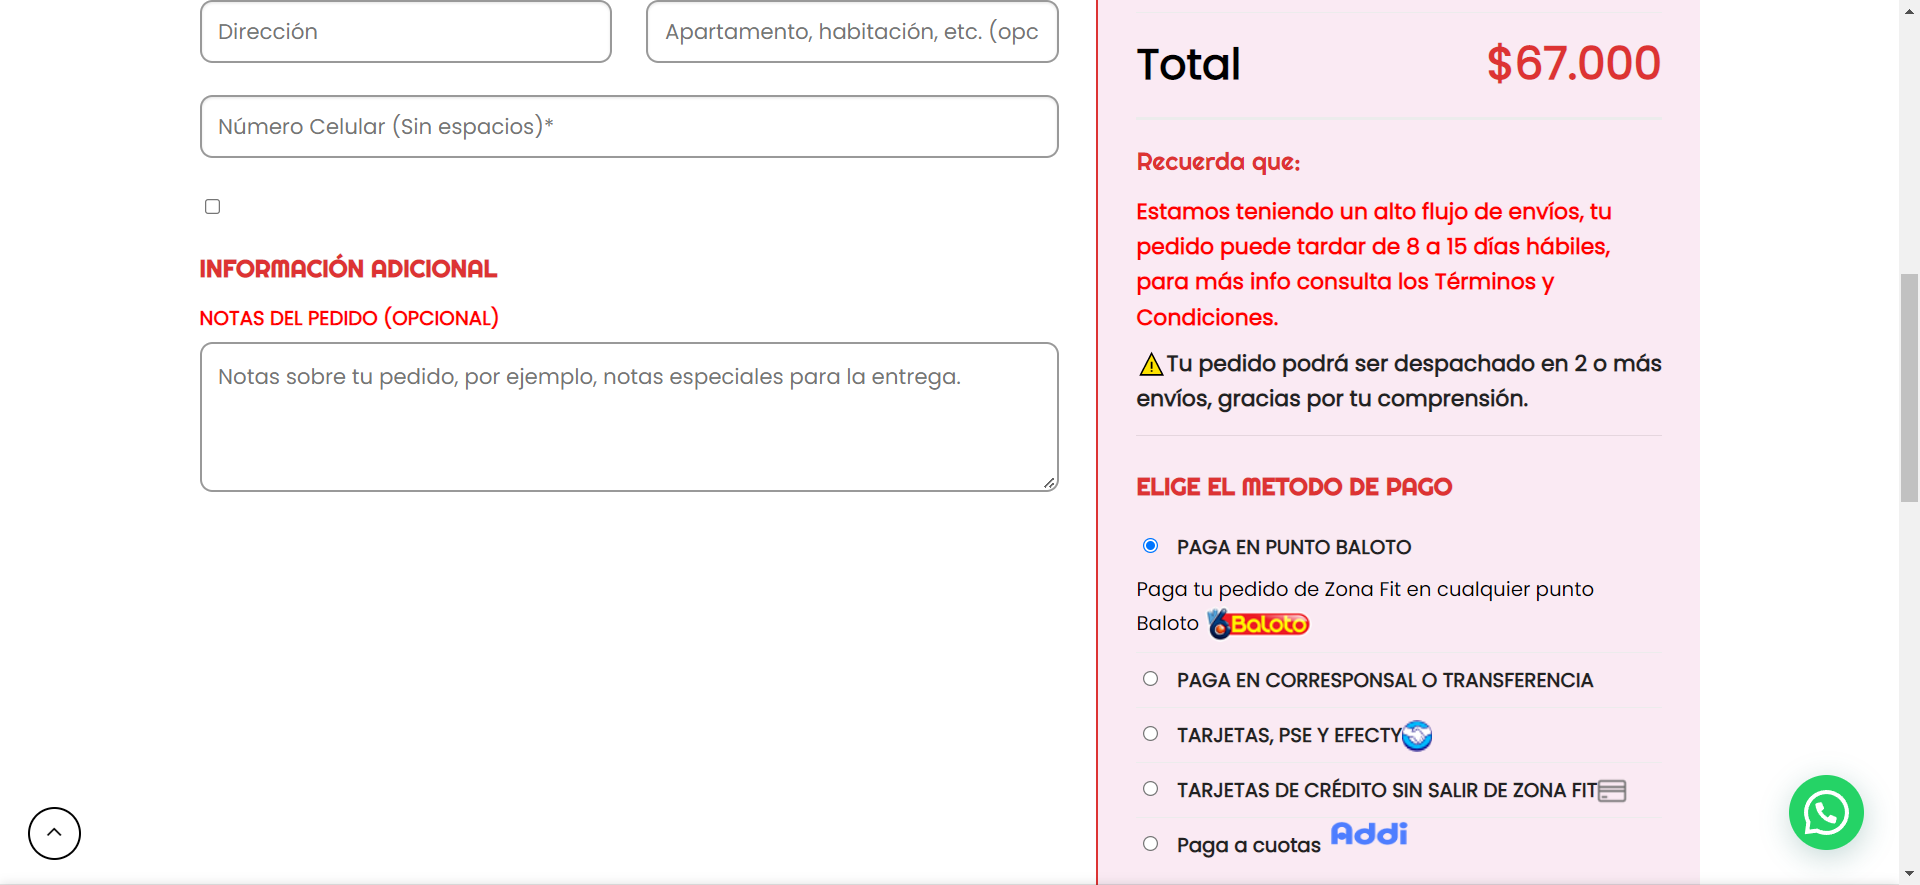 Dirección
Apartamento, habitación, etc. (opc
Número Celular (Sin espacios)*
INFORMACIÓN ADICIONAL
NOTAS DEL PEDIDO (OPCIONAL)
Notas sobre tu pedido, por ejemplo, notas especiales para la entrega.
Total $67.000
Recuerda que:
Estamos teniendo un alto flujo de envíos, tu
pedido puede tardar de 8 a 15 días hábiles,
para más info consulta los Términos y
Condiciones.
⚠Tu pedido podrá ser despachado en 2 o más
envíos, gracias por tu comprensión.
ELIGE EL METODO DE PAGO
PAGA EN PUNTO BALOTO
Paga tu pedido de Zona Fit en cualquier punto
Baloto Baloto
PAGA EN CORRESPONSAL O TRANSFERENCIA
TARJETAS, PSE Y EFECTY
TARJETAS DE CRÉDITO SIN SALIR DE ZONA FIT
Paga a cuotas Addi